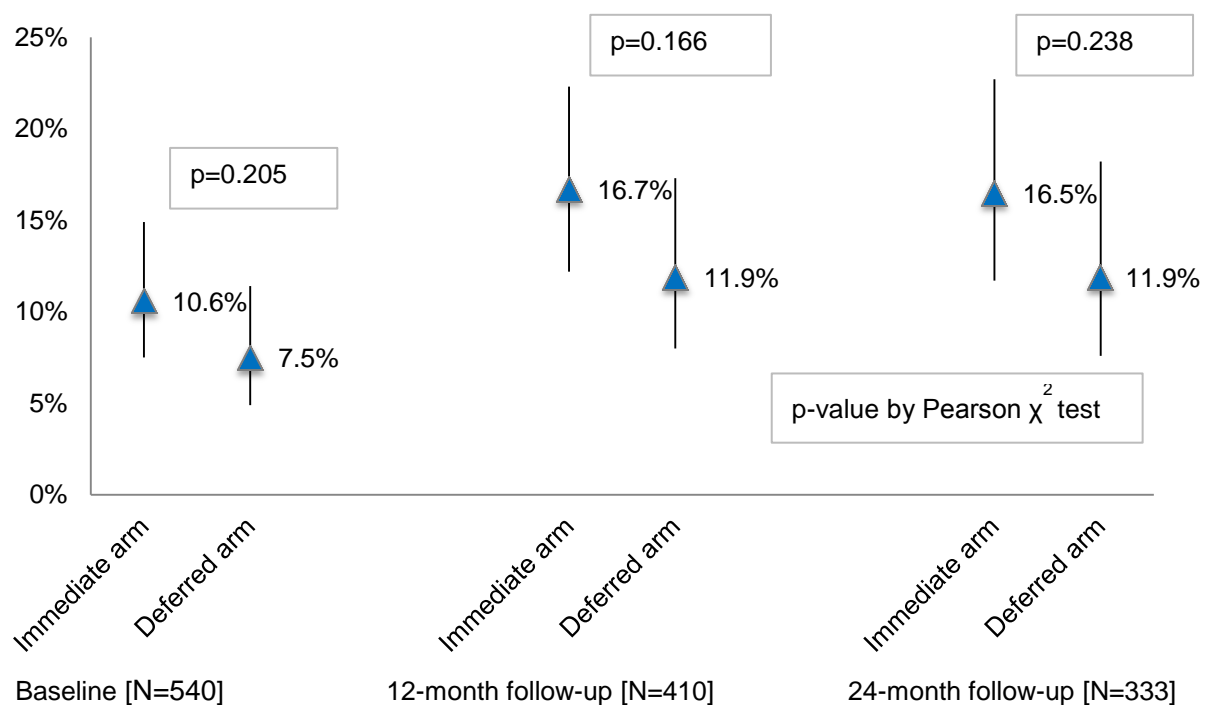 25%
20%
15%
10%
5%
0%
p=0.205
p=0.166
p=0.238
10.6%
7.5%
16.7%
11.9%
16.5%
11.9%
p-value by Pearson χ² test
Immediate arm
Deferred arm
Immediate arm
Deferred arm
Immediate arm
Deferred arm
Baseline [N=540]
12-month follow-up [N=410]
24-month follow-up [N=333]